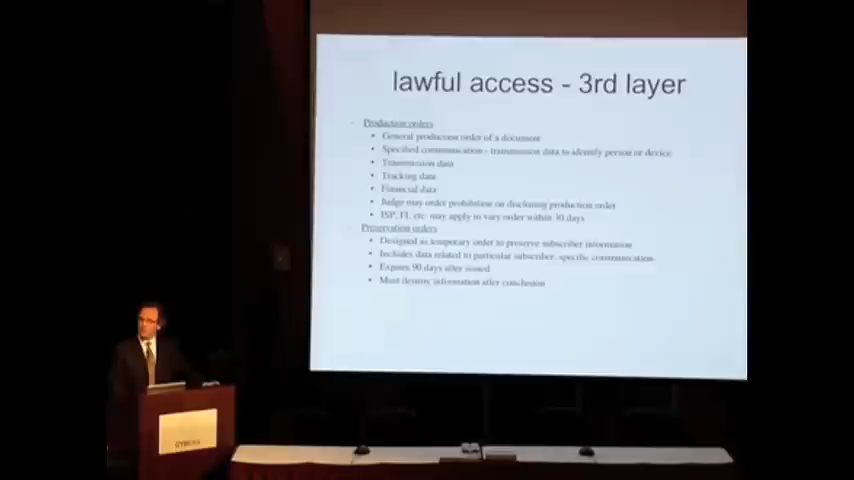 lawful access - 3rd layer
- Production orders
• General production order of a document
• Specified communication - transmission data to identify person or device
• Transmission data
• Tracking data
• Financial data
• Judge may order prohibition on disclosing production order
• ISP, FI, etc. may apply to vary order within 30 days
- Preservation orders
• Designed as temporary order to preserve subscriber information
• Includes data related to particular subscriber, specific communication
• Expires 90 days after issued
• Must destroy information after conclusion